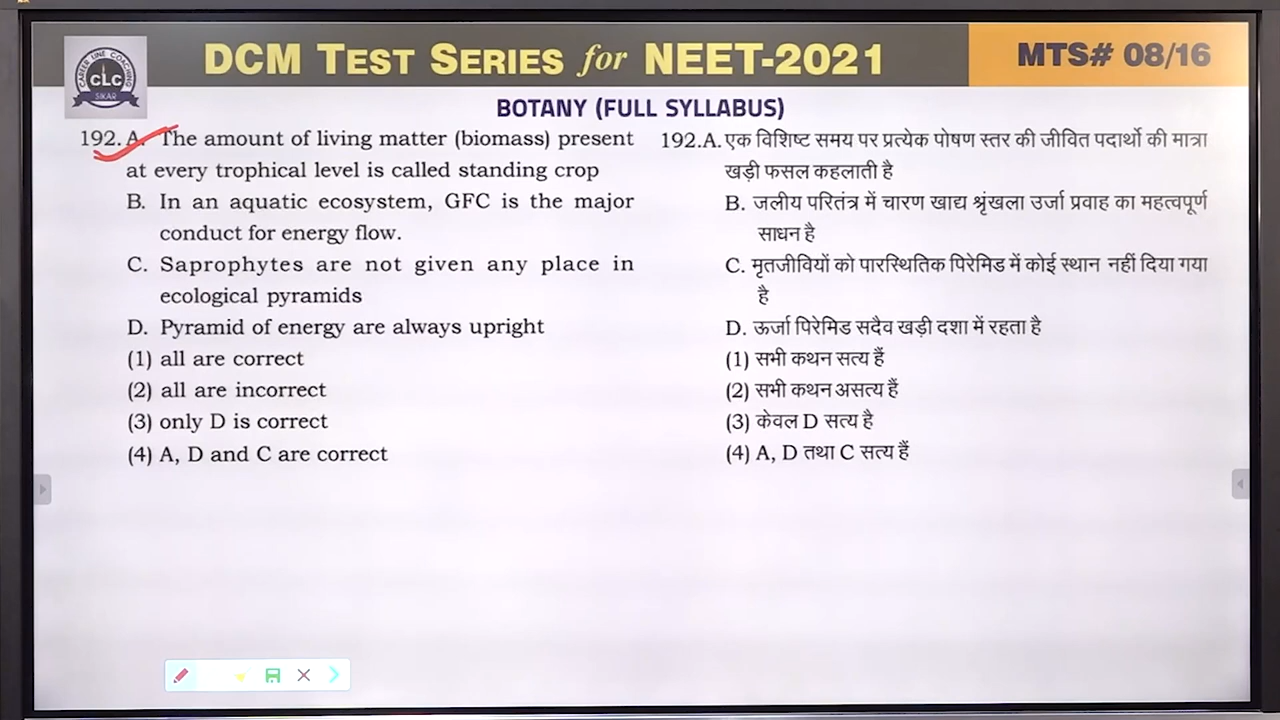 CAREER LINE COACHING
CLC
SIKAR
DCM TEST SERIES for NEET-2021
MTS# 08/16
BOTANY (FULL SYLLABUS)
192. A. The amount of living matter (biomass) present
at every trophical level is called standing crop
B. In an aquatic ecosystem, GFC is the major
conduct for energy flow.
C. Saprophytes are not given any place in
ecological pyramids
D. Pyramid of energy are always upright
(1) all are correct
(2) all are incorrect
(3) only D is correct
(4) A, D and C are correct
192.A. एक विशिष्ट समय पर प्रत्येक पोषण स्तर की जीवित पदार्थो की मात्रा
खड़ी फसल कहलाती है
B. जलीय परितंत्र में चारण खाद्य श्रृंखला उर्जा प्रवाह का महत्वपूर्ण
साधन है
C. मृतजीवियों को पारस्थितिक पिरेमिड में कोई स्थान नहीं दिया गया
है
D. ऊर्जा पिरेमिड सदैव खड़ी दशा में रहता है
(1) सभी कथन सत्य हैं
(2) सभी कथन असत्य हैं
(3) केवल D सत्य है
(4) A, D तथा C सत्य हैं